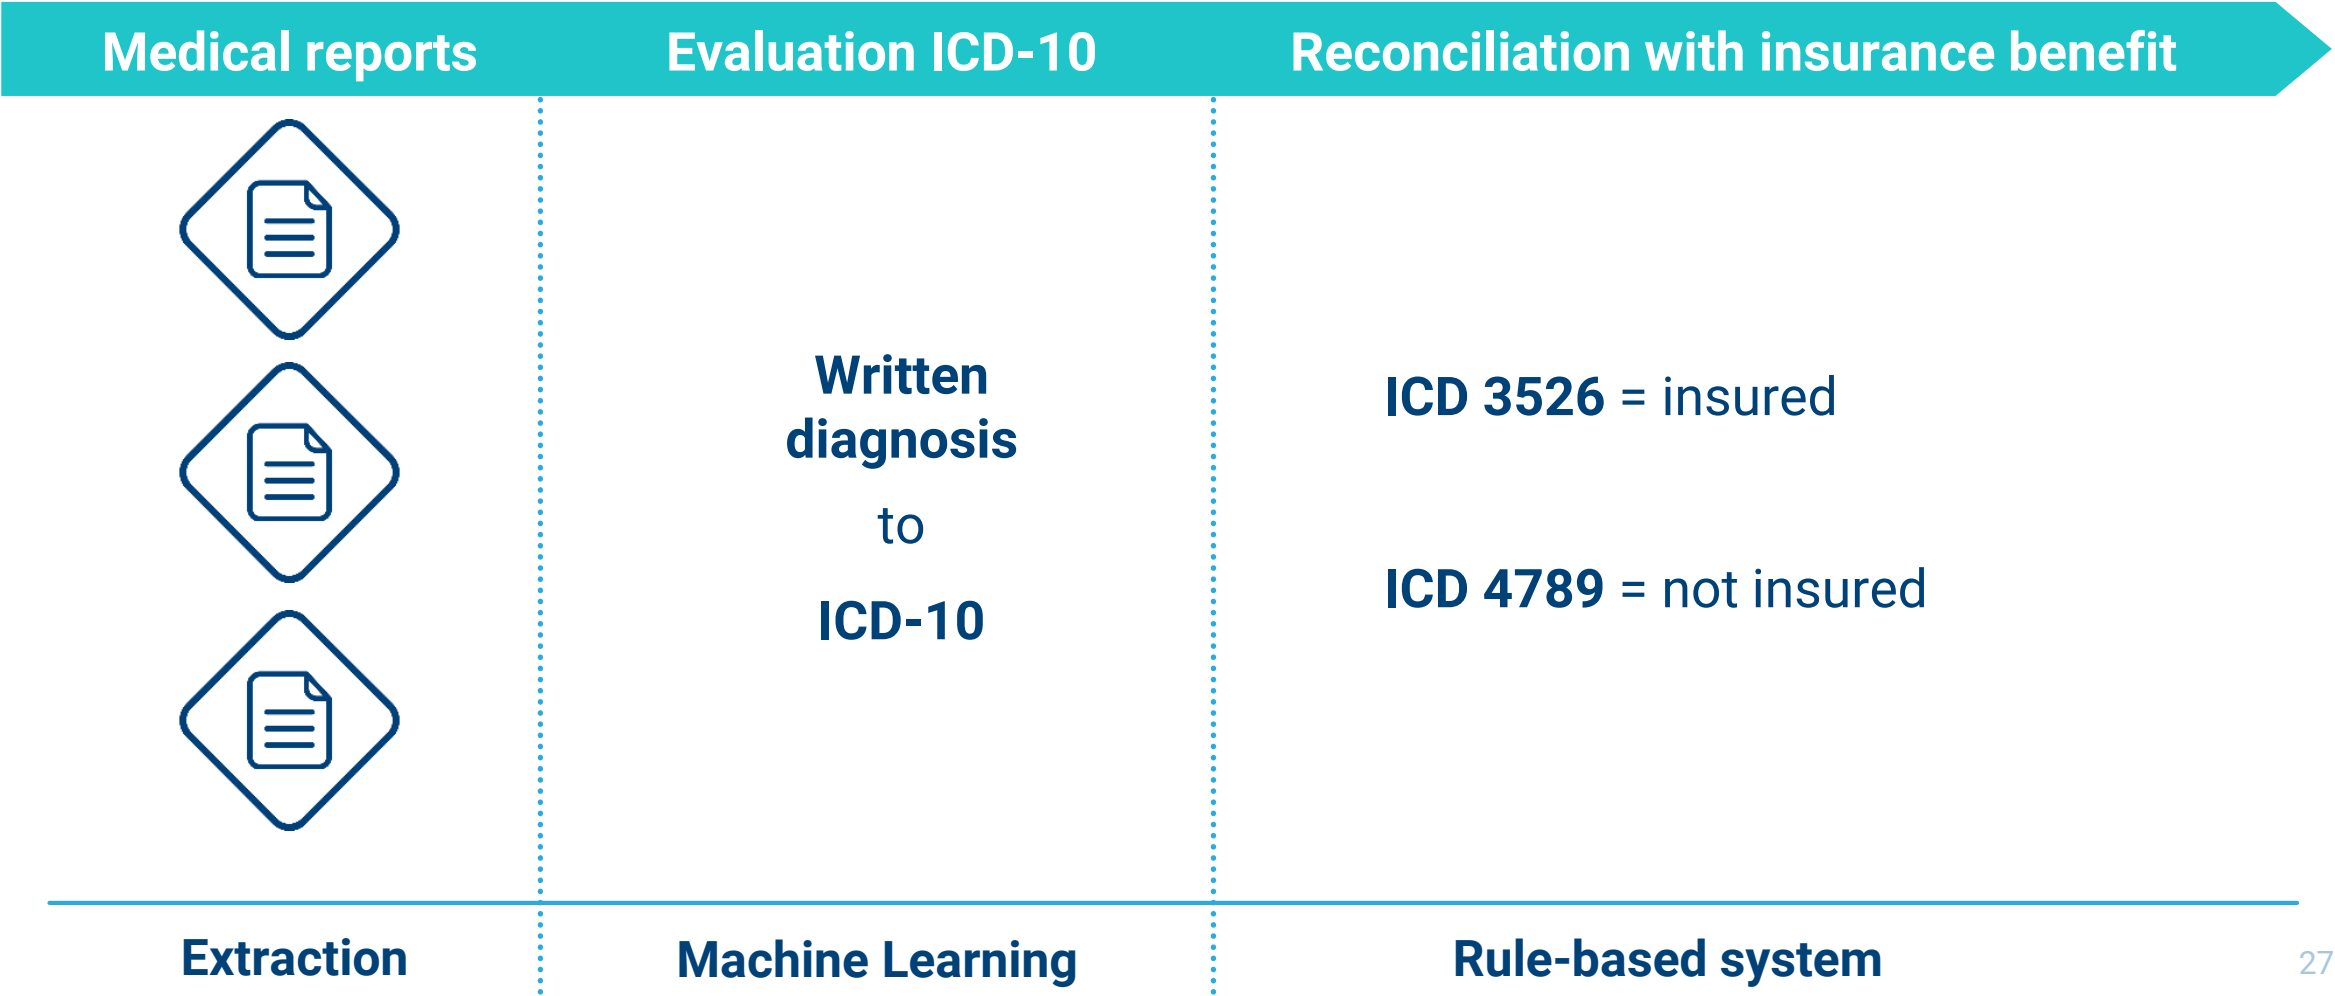 Medical reports
Evaluation ICD-10
Reconciliation with insurance benefit
Written
diagnosis
to
ICD-10
ICD 3526 = insured
ICD 4789 = not insured
Extraction
Machine Learning
Rule-based system
27